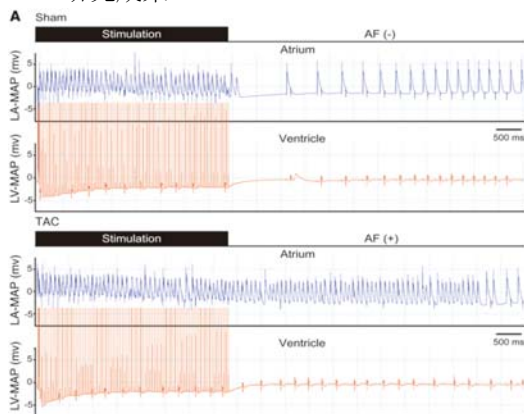 A
Sham
Stimulation
AF (-)
Atrium
LA-MAP (mv)
5
0
-5
500 ms
Ventricle
LV-MAP (mv)
5
0
-5
TAC
Stimulation
AF (+)
Atrium
LA-MAP (mv)
5
0
-5
500 ms
Ventricle
LV-MAP (mv)
5
0
-5